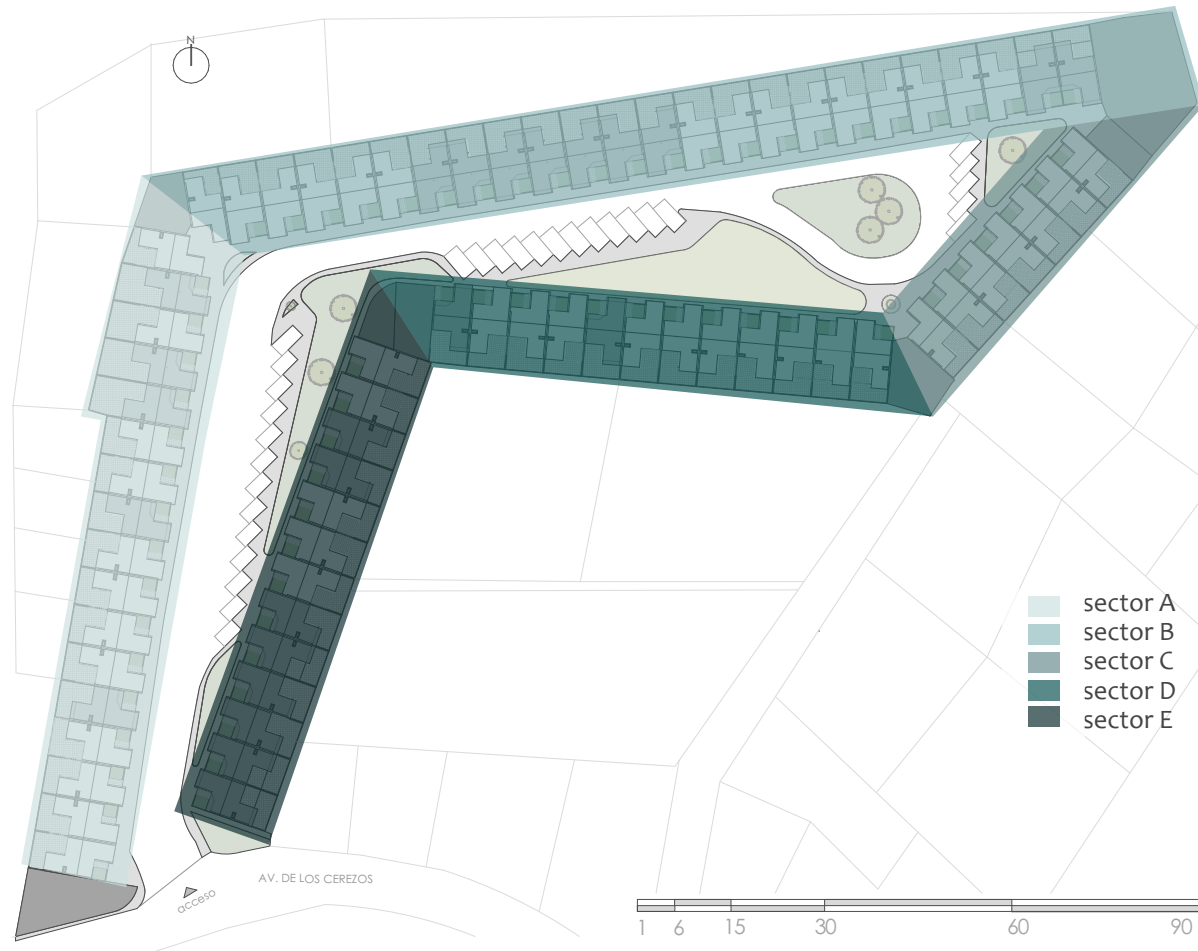 N
sector A
sector B
sector C
sector D
sector E
AV. DE LOS CEREZOS
acceso
1 6 15 30 60 90